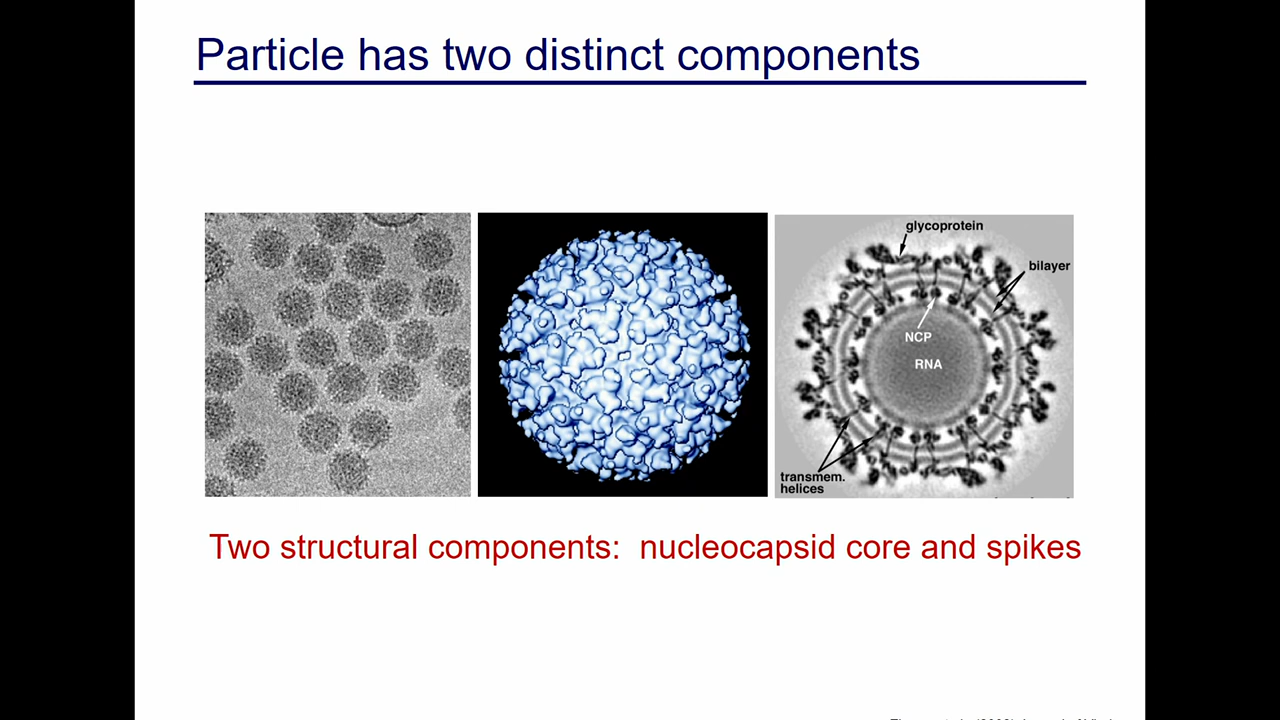 Particle has two distinct components
glycoprotein
bilayer
NCP
RNA
transmem.
helices
Two structural components: nucleocapsid core and spikes